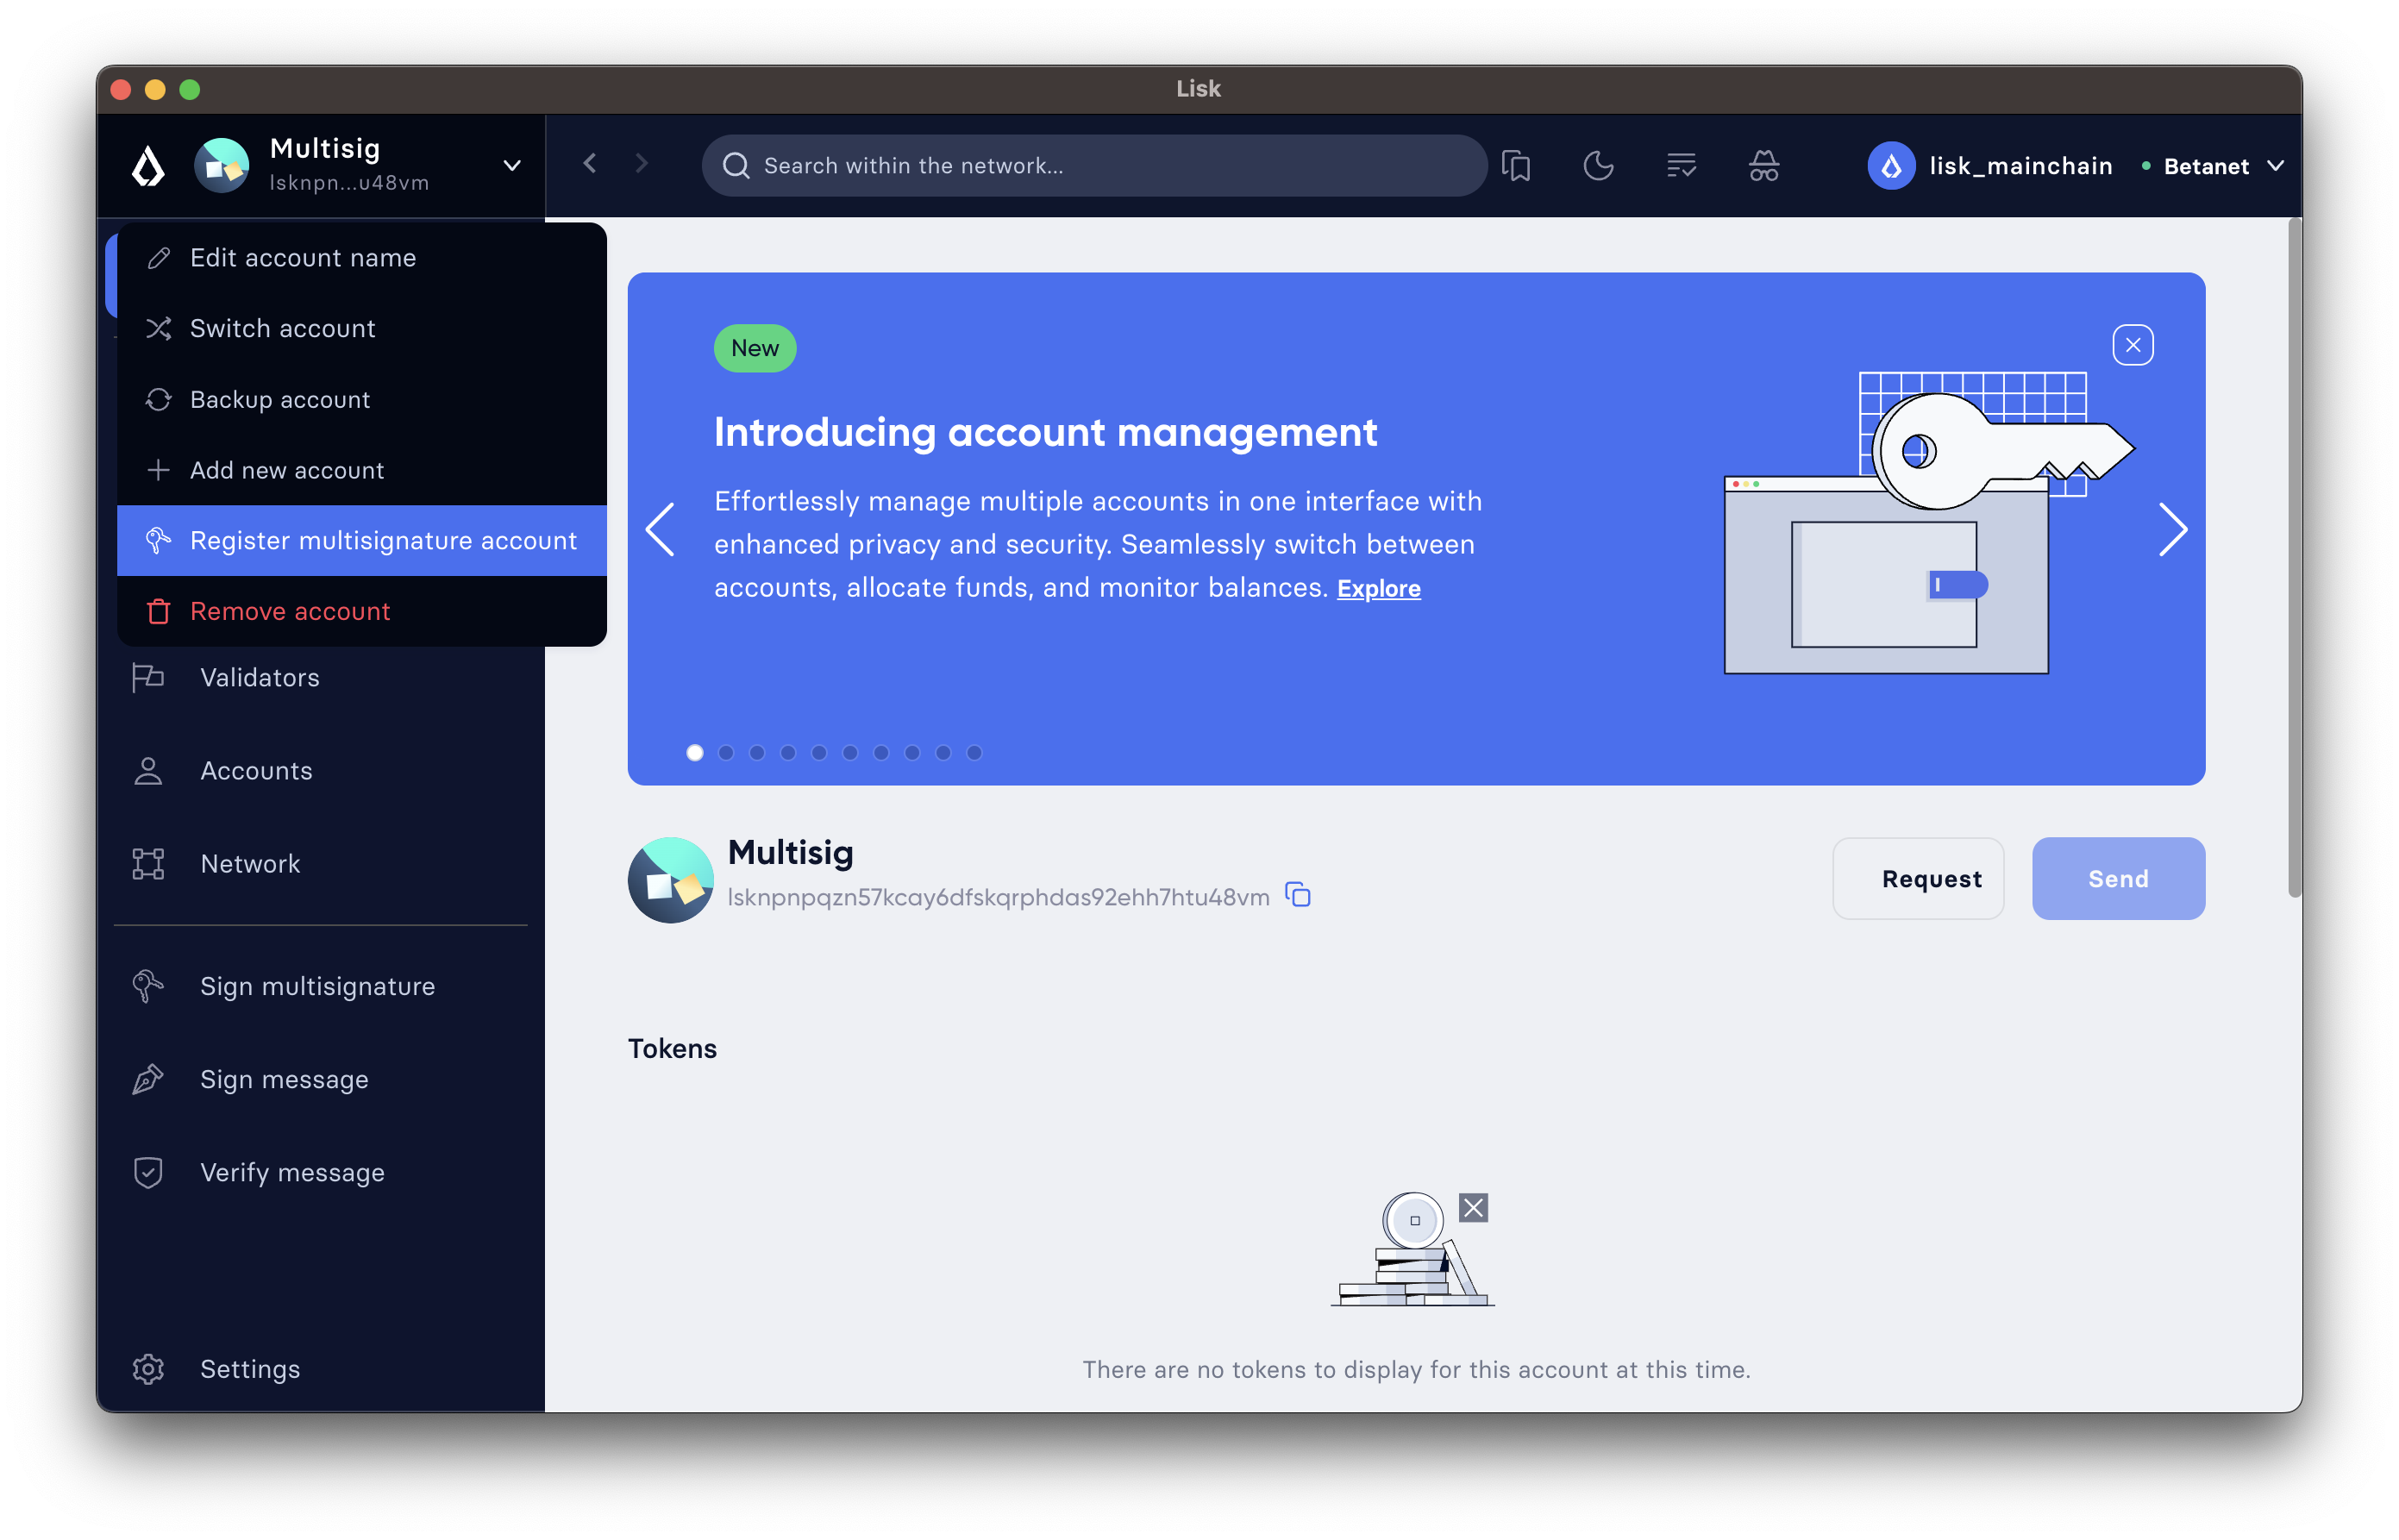 Lisk
Multisig
lsknpn...u48vm
Search within the network...
lisk_mainchain
Betanet
Edit account name
Switch account
Backup account
Add new account
Register multisignature account
Remove account
Validators
Accounts
Network
Sign multisignature
Sign message
Verify message
Settings
New
Introducing account management
Effortlessly manage multiple accounts in one interface with
enhanced privacy and security. Seamlessly switch between
accounts, allocate funds, and monitor balances. Explore
Multisig
lsknpnpqzn57kcay6dfskqrphdas92ehh7htu48vm
Request
Send
Tokens
There are no tokens to display for this account at this time.